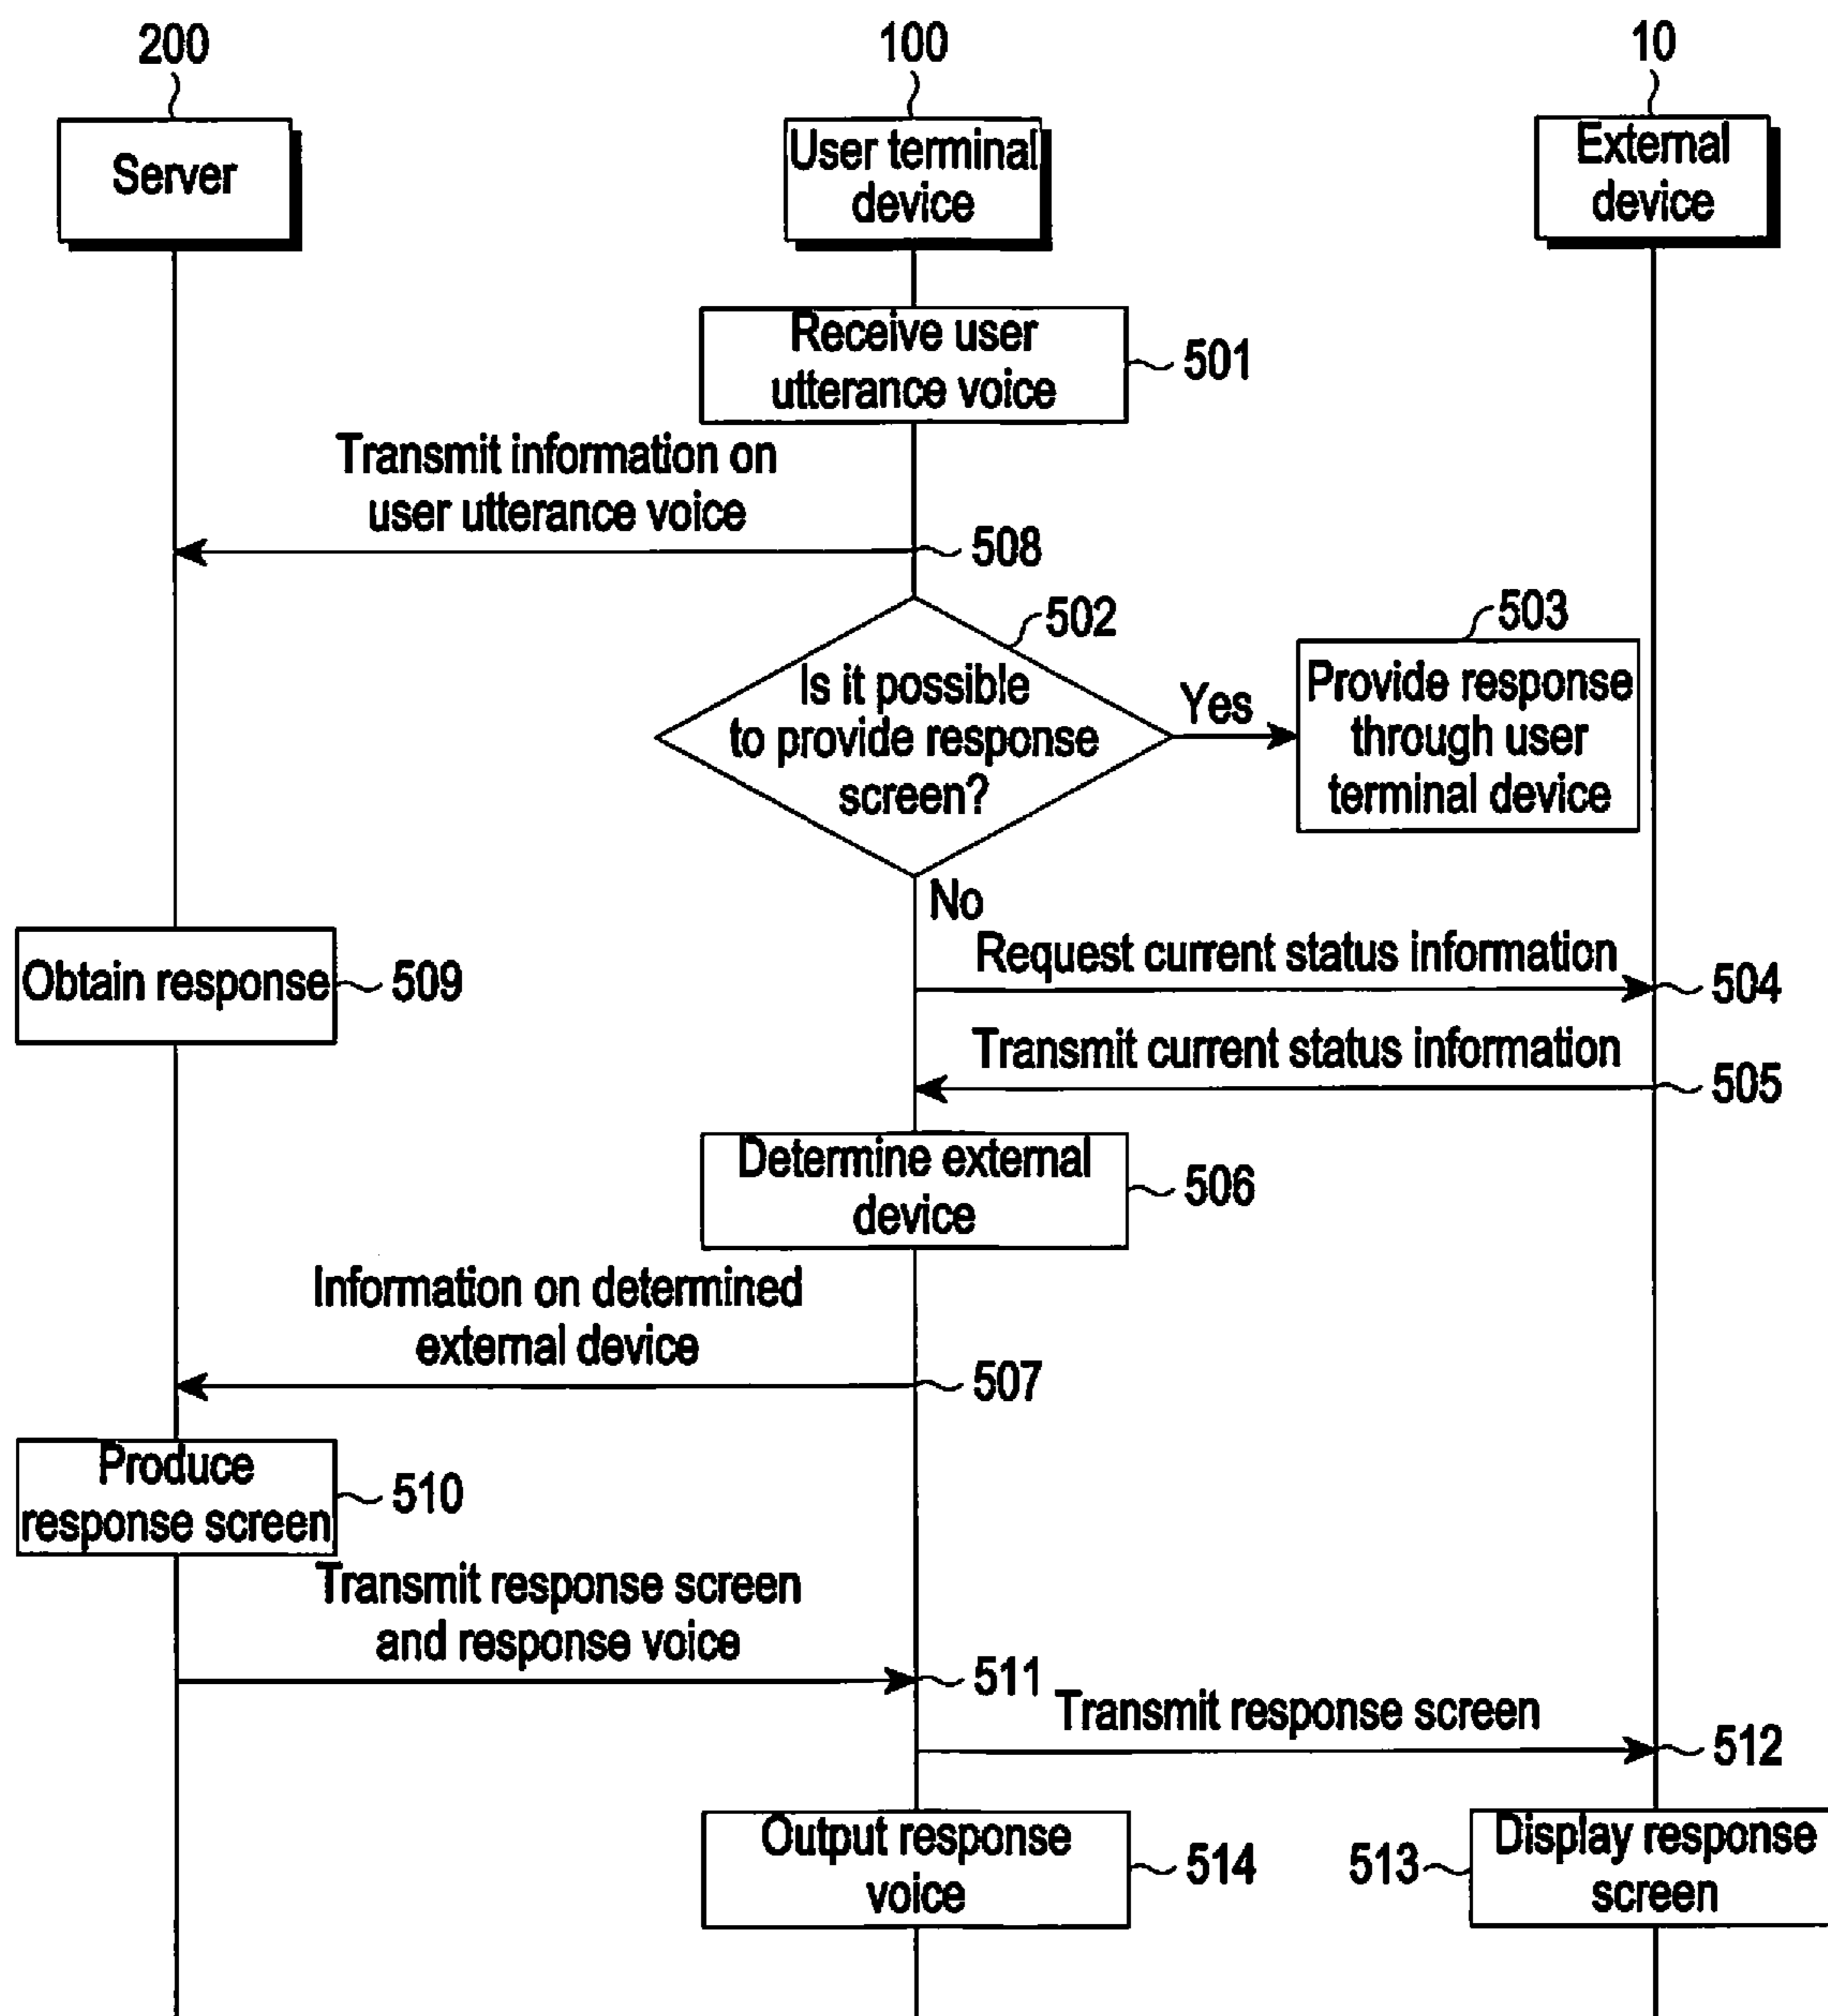 200
100
10
Server
User terminal
device
External
device
Receive user
utterance voice
501
Transmit information on
user utterance voice
508
502
503
Is it possible
to provide response
screen?
Yes
Provide response
through user
terminal device
No
Obtain response
509
Request current status information
504
Transmit current status information
505
Determine external
device
506
Information on determined
external device
507
Produce
response screen
510
Transmit response screen
and response voice
511
Transmit response screen
512
Output response
voice
514
513
Display response
screen